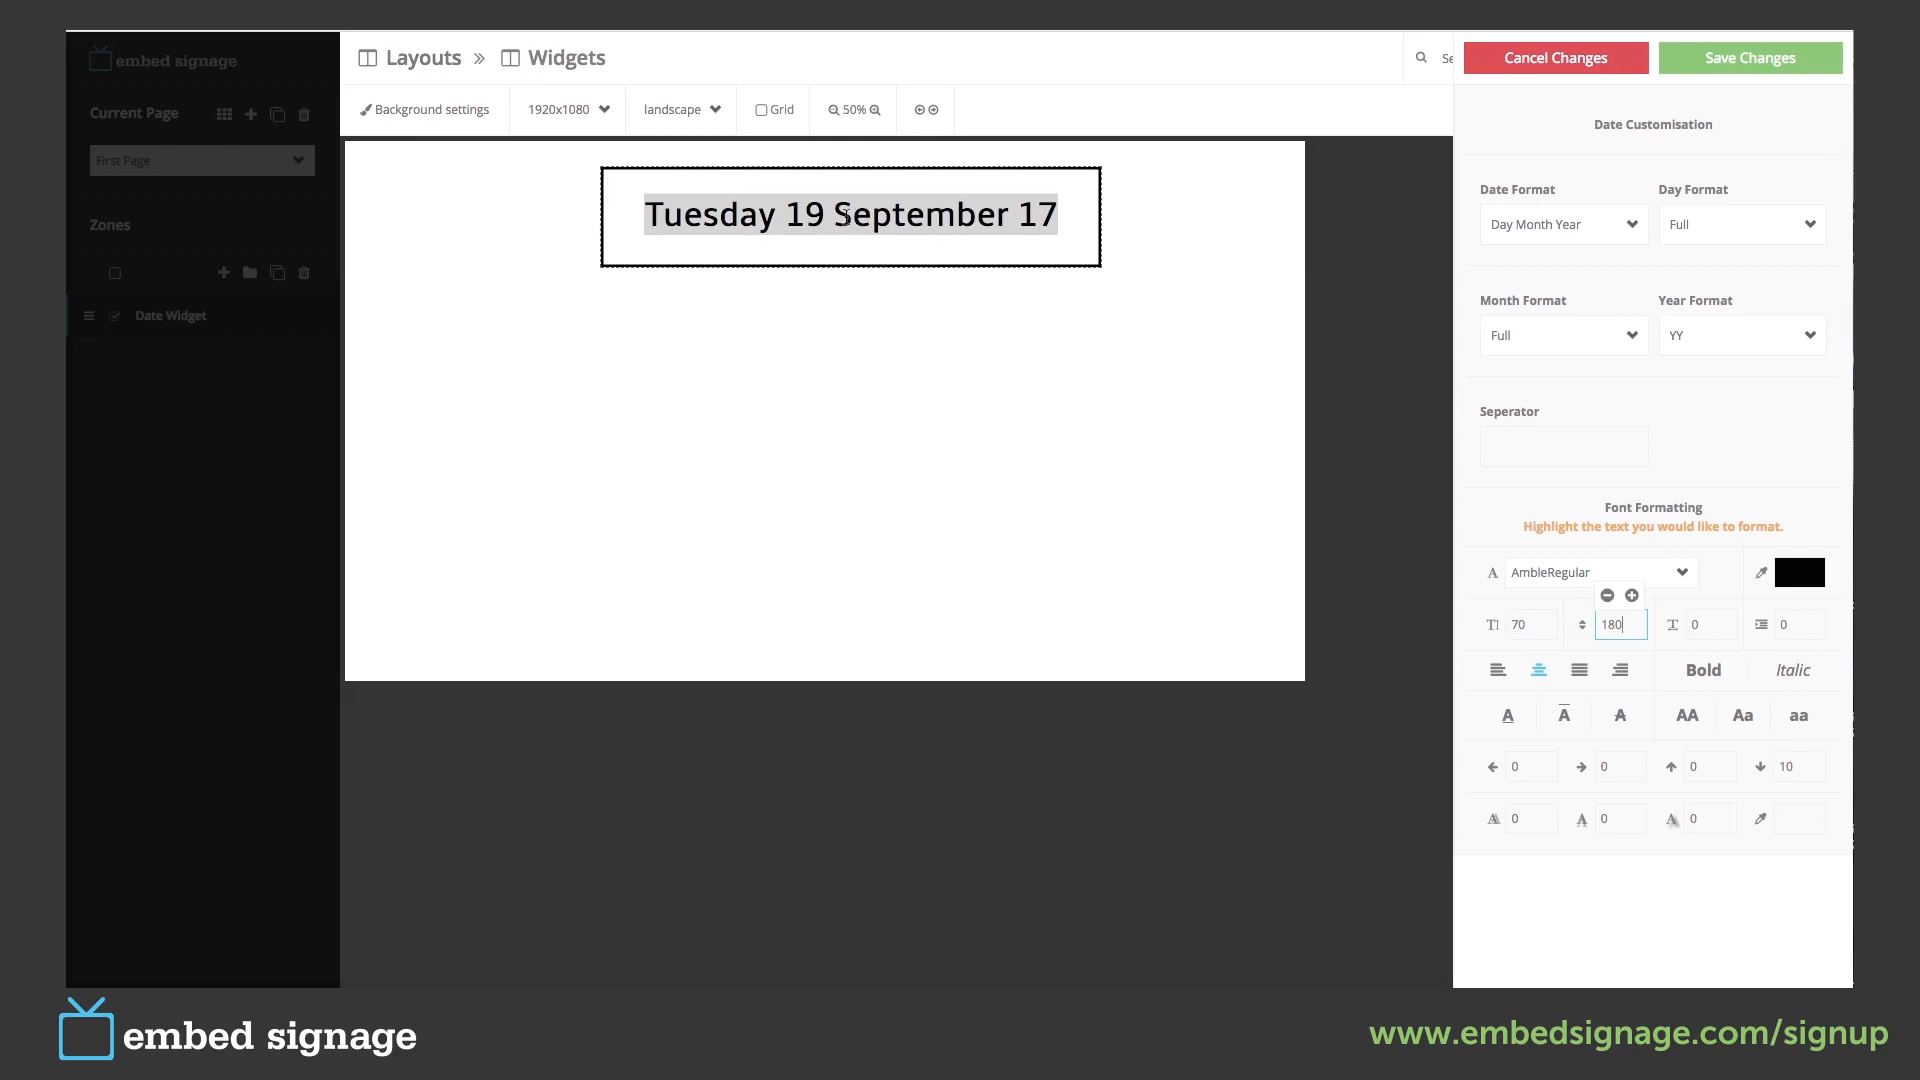 embed signage
Layouts » Widgets
Se
Cancel Changes
Save Changes
Current Page
Background settings
1920x1080
landscape
Grid
50%
Date Customisation
First Page
Tuesday 19 September 17
Date Format
Day Format
Day Month Year
Full
Zones
Date Widget
Month Format
Year Format
Full
YY
Seperator
Font Formatting
Highlight the text you would like to format.
A AmbleRegular
70
180
T 0
0
Bold
Italic
A A A AA Aa aa
0
0
0
10
A 0
A 0
A 0
embed signage
www.embedsignage.com/signup